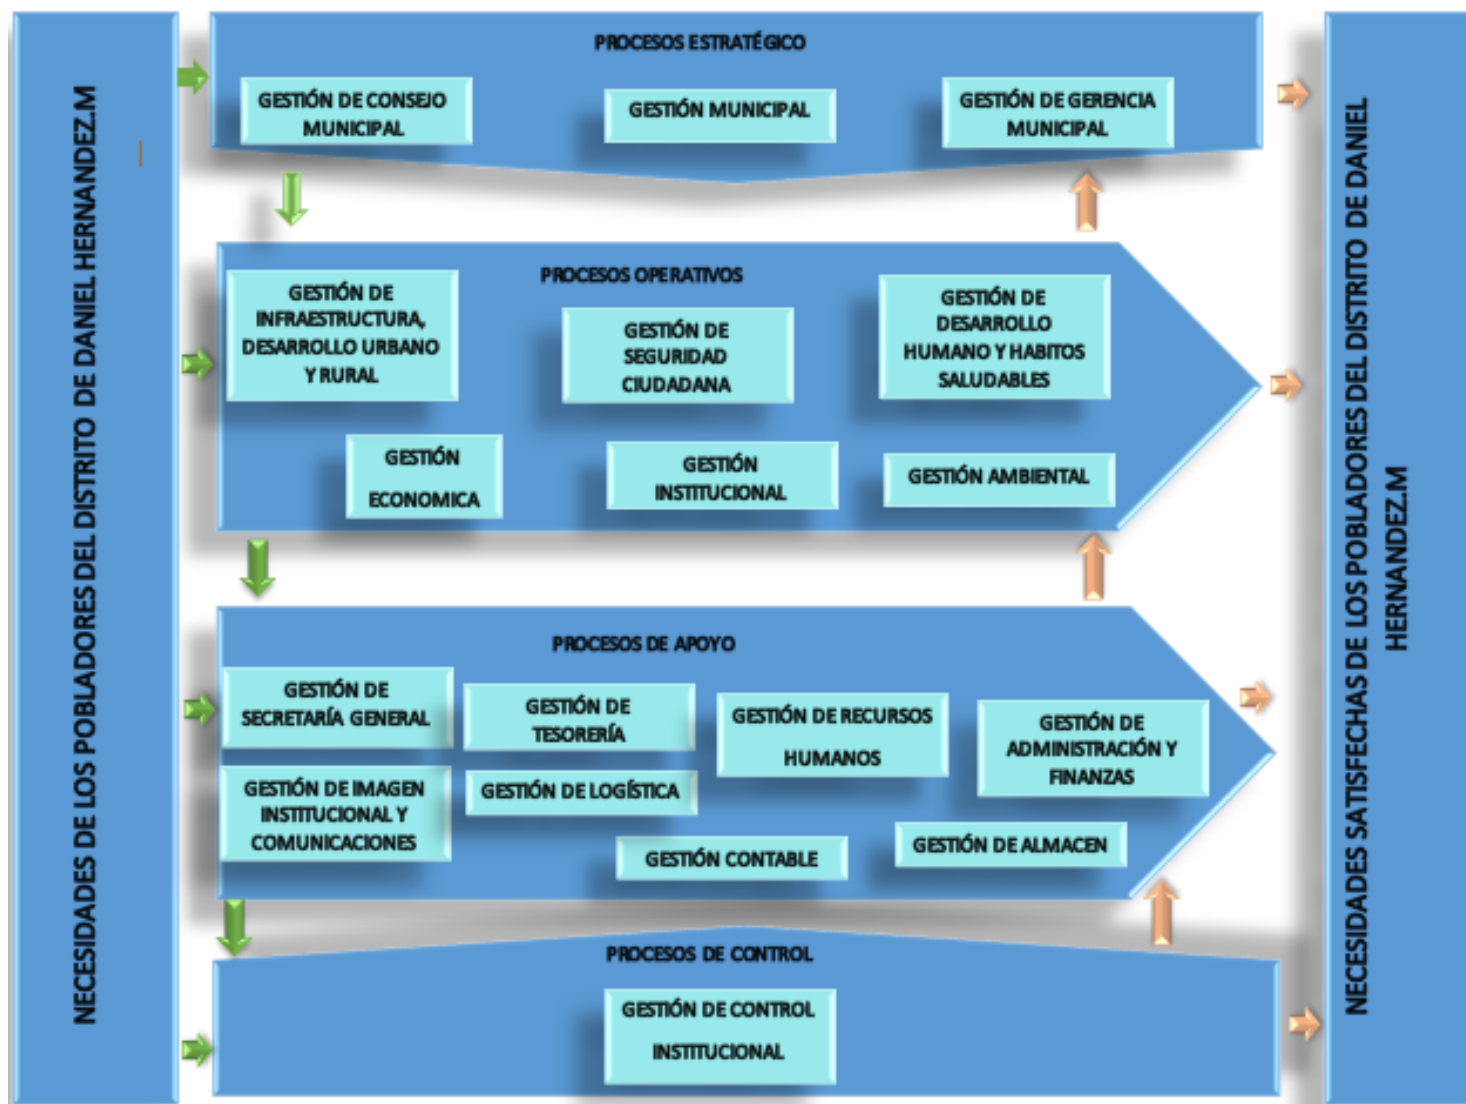 NECESIDADES DE LOS POBLADORES DEL DISTRITO DE DANIEL HERNANDEZ.M
PROCESOS ESTRATÉGICO
GESTIÓN DE CONSEJO
MUNICIPAL
GESTIÓN MUNICIPAL
GESTIÓN DE GERENCIA
MUNICIPAL
PROCESOS OPERATIVOS
GESTIÓN DE
INFRAESTRUCTURA,
DESARROLLO URBANO
Y RURAL
GESTIÓN DE
SEGURIDAD
CIUDADANA
GESTIÓN DE
DESARROLLO
HUMANO Y HABITOS
SALUDABLES
GESTIÓN
ECONOMICA
GESTIÓN
INSTITUCIONAL
GESTIÓN AMBIENTAL
PROCESOS DE APOYO
GESTIÓN DE
SECRETARÍA GENERAL
GESTIÓN DE
TESORERÍA
GESTIÓN DE RECURSOS
HUMANOS
GESTIÓN DE
ADMINISTRACIÓN Y
FINANZAS
GESTIÓN DE IMAGEN
INSTITUCIONAL Y
COMUNICACIONES
GESTIÓN DE LOGÍSTICA
GESTIÓN CONTABLE
GESTIÓN DE ALMACEN
PROCESOS DE CONTROL
GESTIÓN DE CONTROL
INSTITUCIONAL
NECESIDADES SATISFECHAS DE LOS POBLADORES DEL DISTRITO DE DANIEL
HERNANDEZ.M